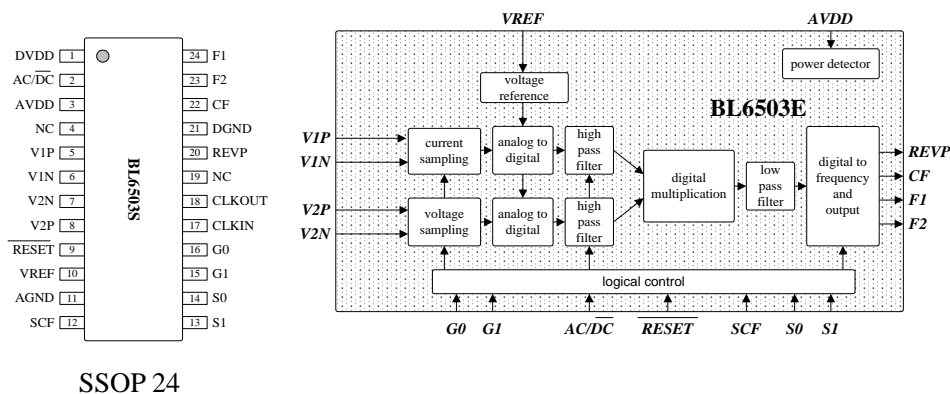 DVDD 1 24 F1
AC/DC 2 23 F2
AVDD 3 22 CF
NC 4 21 DGND
V1P 5 20 REVP
V1N 6 19 NC
V2N 7 18 CLKOUT
V2P 8 17 CLKIN
RESET 9 16 G0
VREF 10 15 G1
AGND 11 14 S0
SCF 12 13 S1
BL6503S
SSOP 24
VREF AVDD
power detector
voltage
reference
BL6503E
V1P
V1N
current
sampling
analog to
digital
high
pass
filter
V2P
V2N
voltage
sampling
analog to
digital
high
pass
filter
digital
multiplication
low
pass
filter
digital to
frequency
and
output
REVP
CF
F1
F2
logical control
G0 G1 AC/DC RESET SCF S0 S1